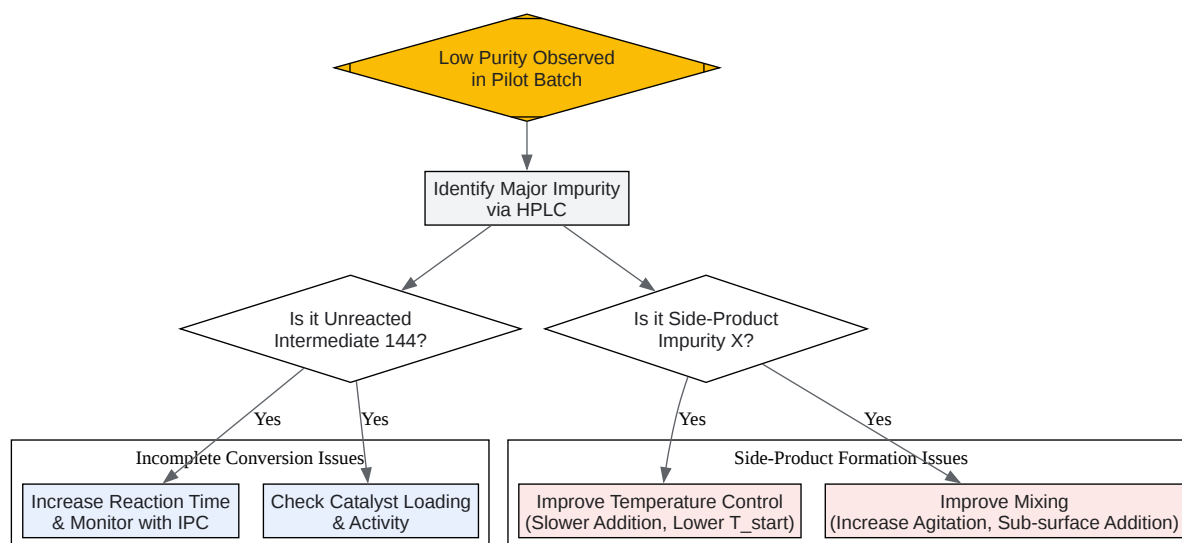 Low Purity Observed
in Pilot Batch
Identify Major Impurity
via HPLC
Is it Unreacted
Intermediate 144?
Is it Side-Product
Impurity X?
Yes
Yes
Yes
Yes
Incomplete Conversion Issues
Side-Product Formation Issues
Increase Reaction Time
& Monitor with IPC
Check Catalyst Loading
& Activity
Improve Temperature Control
(Slower Addition, Lower T_start)
Improve Mixing
(Increase Agitation, Sub-surface Addition)